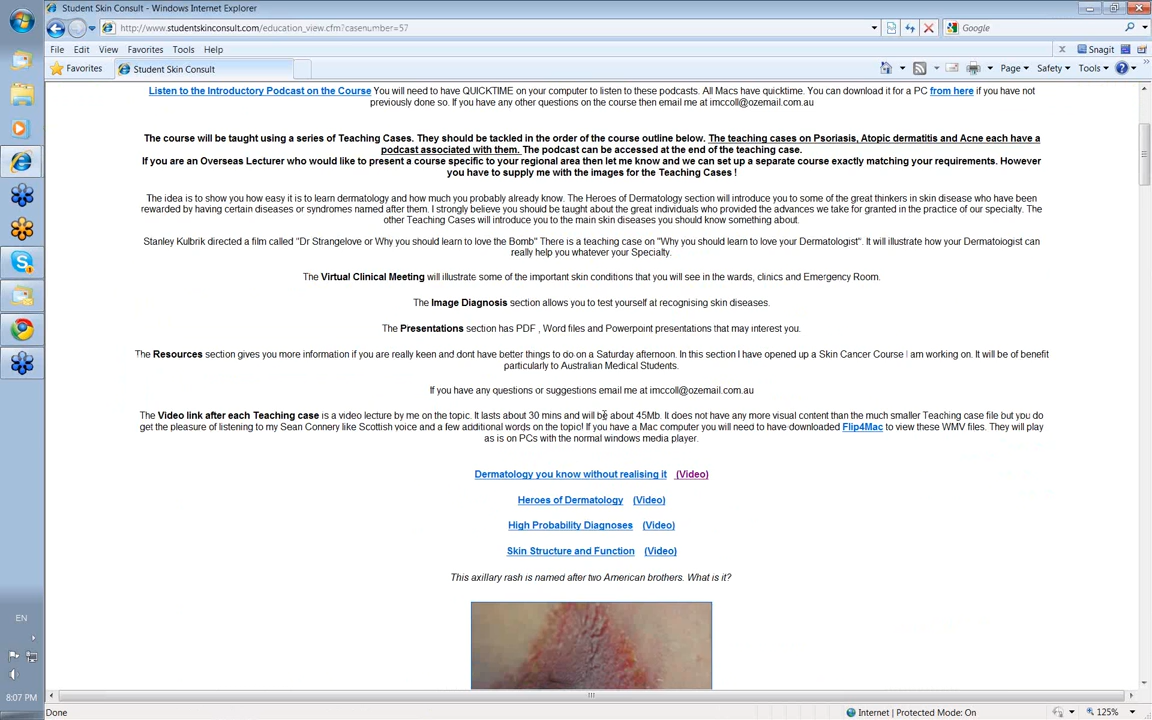 Student Skin Consult - Windows Internet Explorer
http://www.studentskinconsult.com/education_view.cfm?casenumber=57
Google
File Edit View Favorites Tools Help
x Snagit
Favorites Student Skin Consult
Page Safety Tools
Listen to the Introductory Podcast on the Course You will need to have QUICKTIME on your computer to listen to these podcasts. All Macs have quicktime. You can download it for a PC from here if you have not
previously done so. If you have any other questions on the course then email me at imccoll@ozemail.com.au
The course will be taught using a series of Teaching Cases. They should be tackled in the order of the course outline below. The teaching cases on Psoriasis, Atopic dermatitis and Acne each have a
podcast associated with them. The podcast can be accessed at the end of the teaching case.
If you are an Overseas Lecturer who would like to present a course specific to your regional area then let me know and we can set up a separate course exactly matching your requirements. However
you have to supply me with the images for the Teaching Cases !
The idea is to show you how easy it is to learn dermatology and how much you probably already know. The Heroes of Dermatology section will introduce you to some of the great thinkers in skin disease who have been
rewarded by having certain diseases or syndromes named after them. I strongly believe you should be taught about the great individuals who provided the advances we take for granted in the practice of our specialty. The
other Teaching Cases will introduce you to the main skin diseases you should know something about.
Stanley Kulbrik directed a film called "Dr Strangelove or Why you should learn to love the Bomb" There is a teaching case on "Why you should learn to love your Dermatologist". It will illustrate how your Dermatologist can
really help you whatever your Specialty.
The Virtual Clinical Meeting will illustrate some of the important skin conditions that you will see in the wards, clinics and Emergency Room.
The Image Diagnosis section allows you to test yourself at recognising skin diseases.
The Presentations section has PDF , Word files and Powerpoint presentations that may interest you.
The Resources section gives you more information if you are really keen and dont have better things to do on a Saturday afternoon. In this section I have opened up a Skin Cancer Course I am working on. It will be of benefit
particularly to Australian Medical Students.
If you have any questions or suggestions email me at imccoll@ozemail.com.au
The Video link after each Teaching case is a video lecture by me on the topic. It lasts about 30 mins and will be about 45Mb. It does not have any more visual content than the much smaller Teaching case file but you do
get the pleasure of listening to my Sean Connery like Scottish voice and a few additional words on the topic! If you have a Mac computer you will need to have downloaded Flip4Mac to view these WMV files. They will play
as is on PCs with the normal windows media player.
Dermatology you know without realising it (Video)
Heroes of Dermatology (Video)
High Probability Diagnoses (Video)
Skin Structure and Function (Video)
This axillary rash is named after two American brothers. What is it?
EN
8:07 PM
Done
Internet | Protected Mode: On
125%